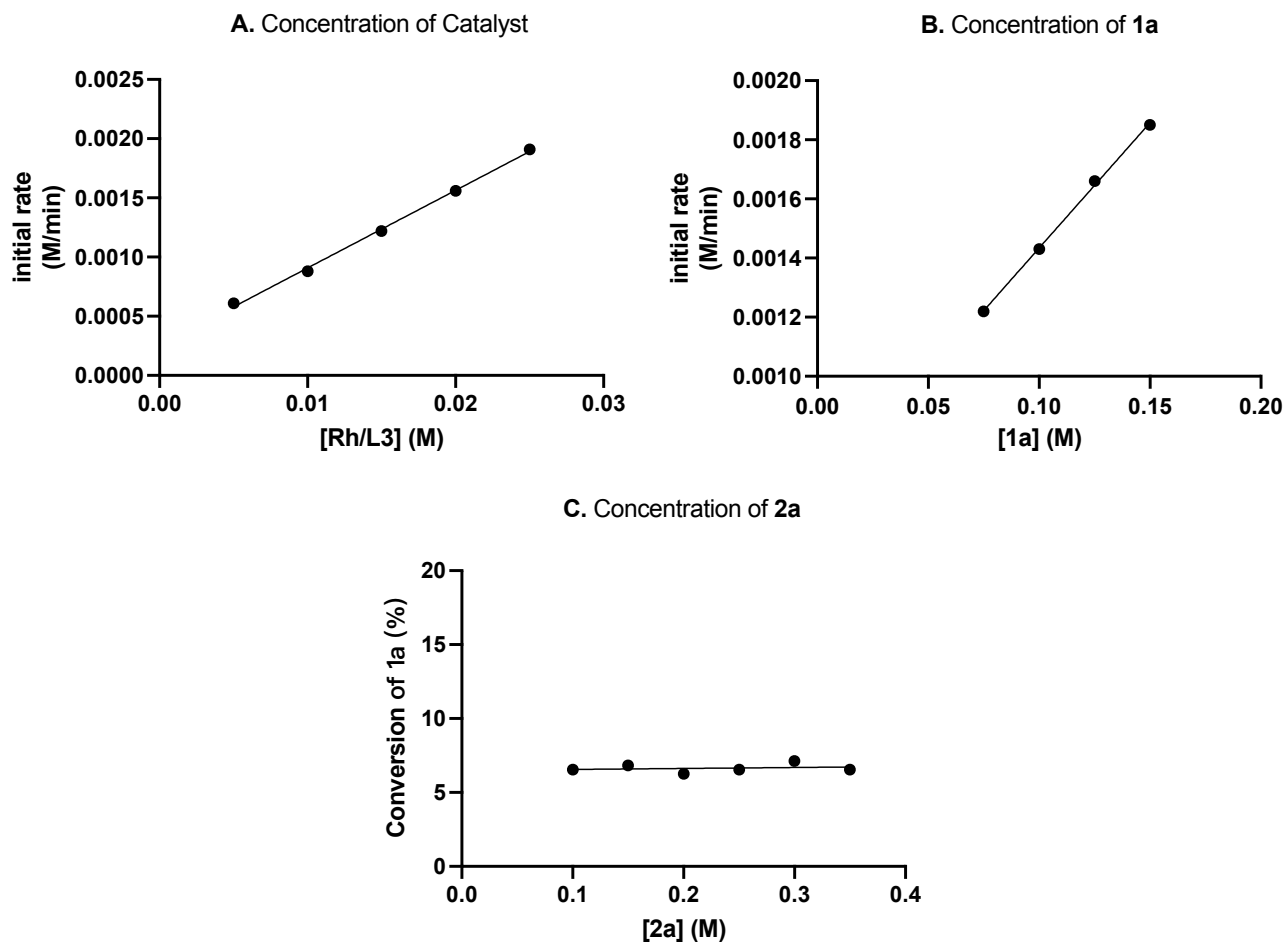 A. Concentration of Catalyst
initial rate
(M/min)
0.0025
0.0020
0.0015
0.0010
0.0005
0.0000
0.00
0.01
0.02
0.03
[Rh/L3] (M)
B. Concentration of 1a
initial rate
(M/min)
0.0020
0.0018
0.0016
0.0014
0.0012
0.0010
0.00
0.05
0.10
0.15
0.20
[1a] (M)
C. Concentration of 2a
Conversion of 1a (%)
20
15
10
5
0
0.0
0.1
0.2
0.3
0.4
[2a] (M)